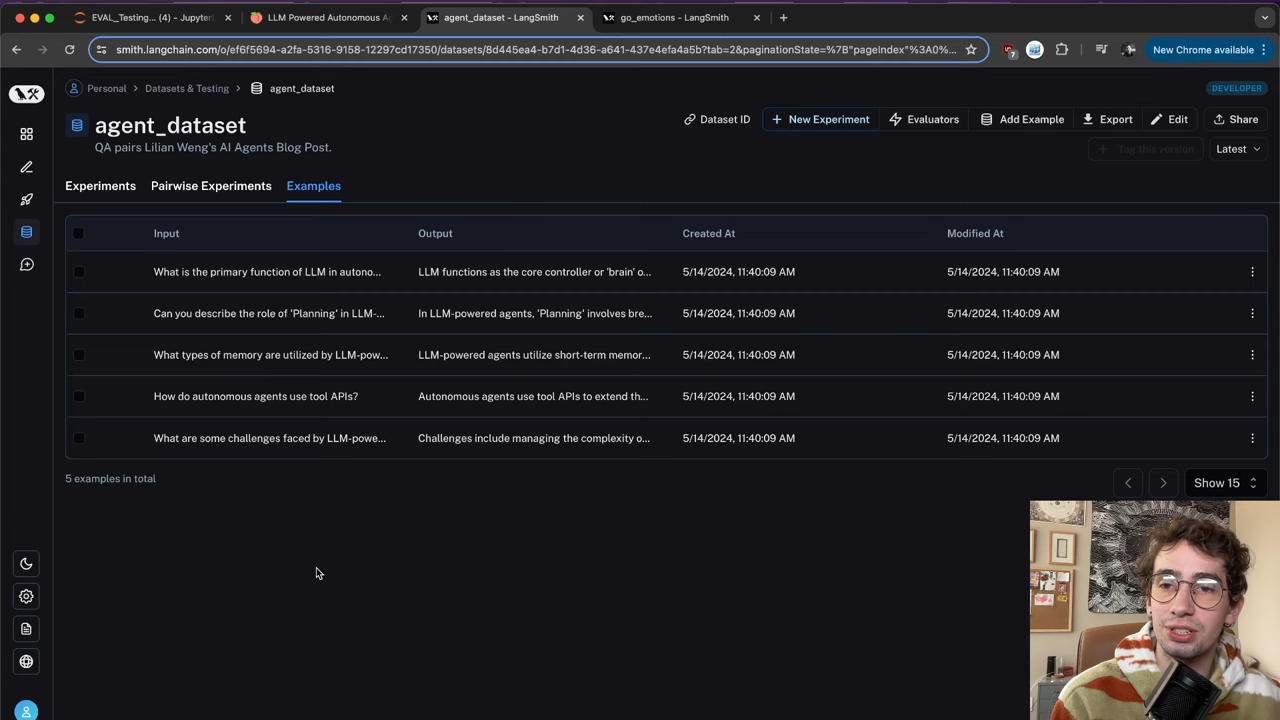 EVAL_Testing... (4) - Jupyter
LLM Powered Autonomous A
agent_dataset - LangSmith
go_emotions - LangSmith
smith.langchain.com/o/ef6f5694-a2fa-5316-9158-12297cd17350/datasets/8d445ea4-b7d1-4d36-a641-437e4efa4a5b?tab=2&paginationState=%7B"pageIndex"%3A0%...
7
New Chrome available
Personal > Datasets & Testing > agent_dataset
DEVELOPER
agent_dataset
QA pairs Lilian Weng's AI Agents Blog Post.
Dataset ID
+ New Experiment
Evaluators
Add Example
Export
Edit
Share
+ Tag this version
Latest
Experiments
Pairwise Experiments
Examples
Input Output Created At Modified At
What is the primary function of LLM in autono... LLM functions as the core controller or 'brain' o... 5/14/2024, 11:40:09 AM 5/14/2024, 11:40:09 AM
Can you describe the role of 'Planning' in LLM-... In LLM-powered agents, 'Planning' involves bre... 5/14/2024, 11:40:09 AM 5/14/2024, 11:40:09 AM
What types of memory are utilized by LLM-pow... LLM-powered agents utilize short-term memor... 5/14/2024, 11:40:09 AM 5/14/2024, 11:40:09 AM
How do autonomous agents use tool APIs? Autonomous agents use tool APIs to extend th... 5/14/2024, 11:40:09 AM 5/14/2024, 11:40:09 AM
What are some challenges faced by LLM-powe... Challenges include managing the complexity o... 5/14/2024, 11:40:09 AM 5/14/2024, 11:40:09 AM
5 examples in total
Show 15